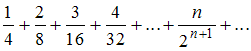 1/4 + 2/8 + 3/16 + 4/32 + ... + n/2^{n+1} + ...